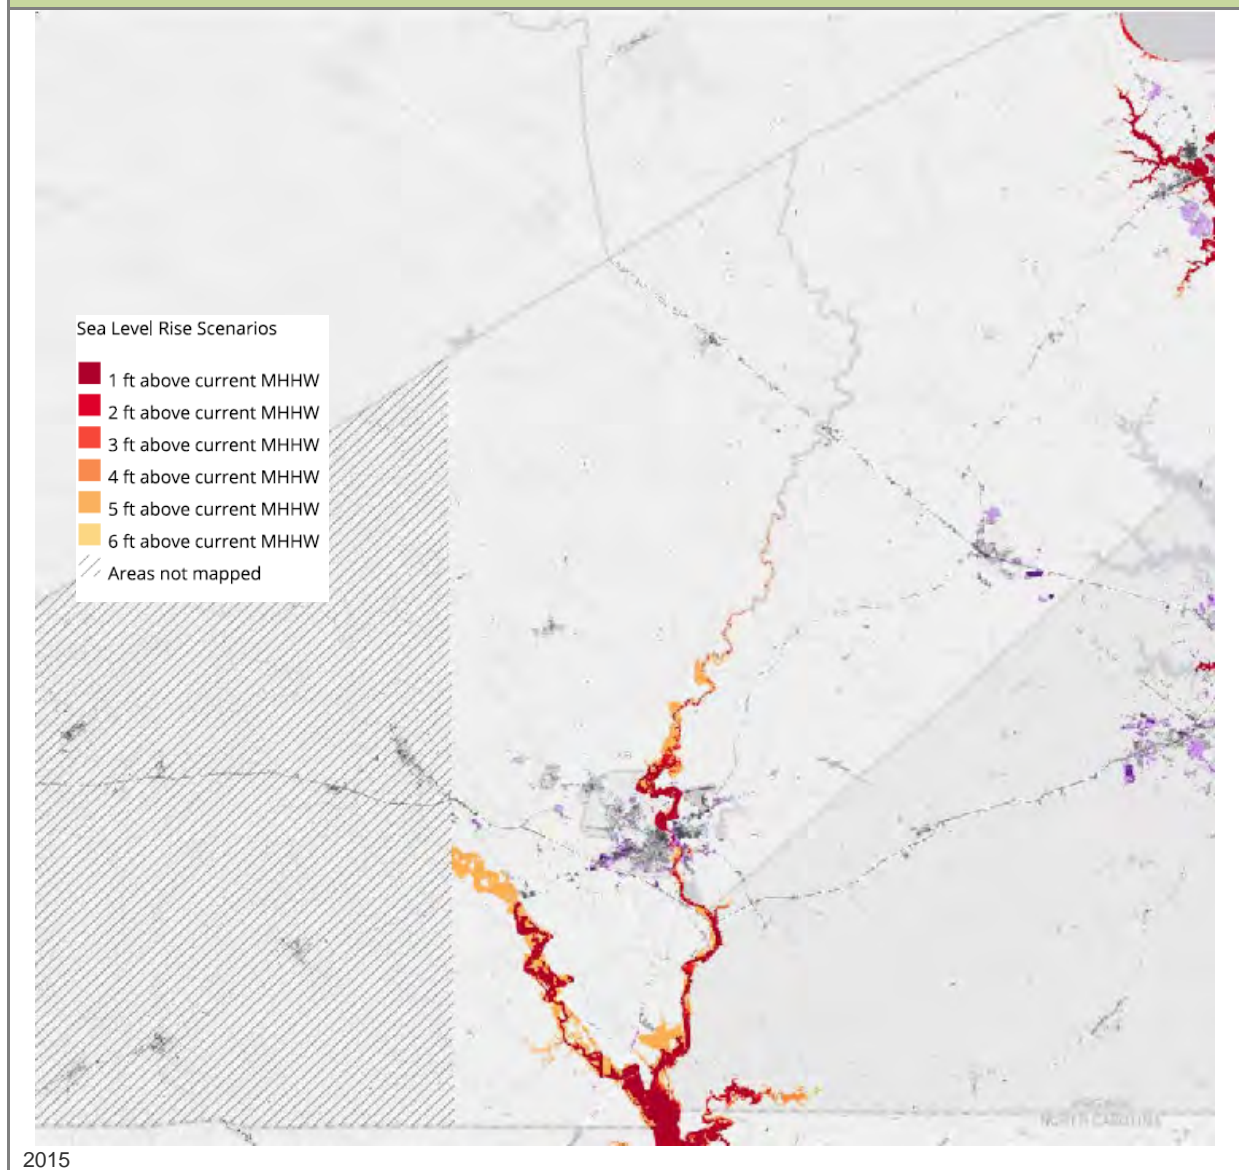 Sea Level Rise Scenarios
1 ft above current MHHW
2 ft above current MHHW
3 ft above current MHHW
4 ft above current MHHW
5 ft above current MHHW
6 ft above current MHHW
Areas not mapped
NORTH CAROLINA
2015